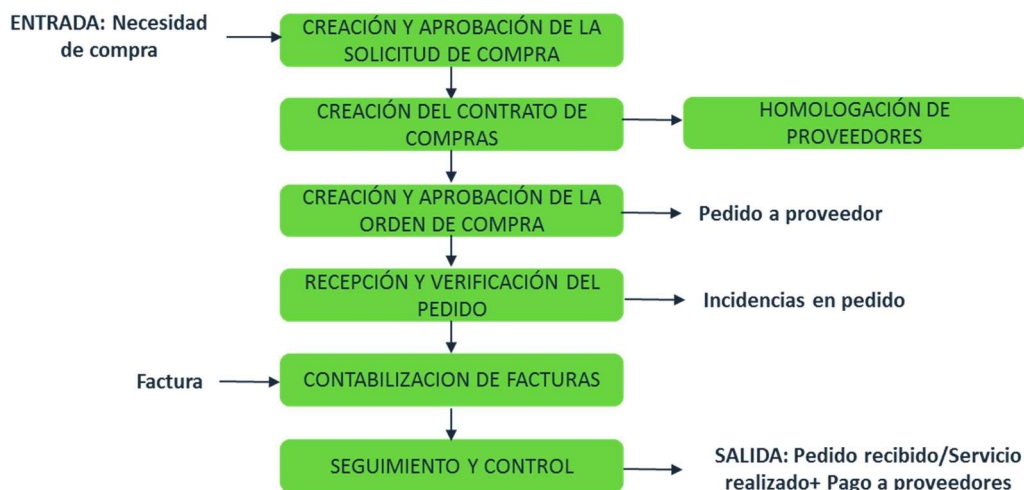 ENTRADA: Necesidad
de compra
CREACIÓN Y APROBACIÓN DE LA
SOLICITUD DE COMPRA
CREACIÓN DEL CONTRATO DE
COMPRAS
HOMOLOGACIÓN DE
PROVEEDORES
CREACIÓN Y APROBACIÓN DE LA
ORDEN DE COMPRA
Pedido a proveedor
RECEPCIÓN Y VERIFICACIÓN DEL
PEDIDO
Incidencias en pedido
Factura
CONTABILIZACION DE FACTURAS
SEGUIMIENTO Y CONTROL
SALIDA: Pedido recibido/Servicio
realizado+ Pago a proveedores